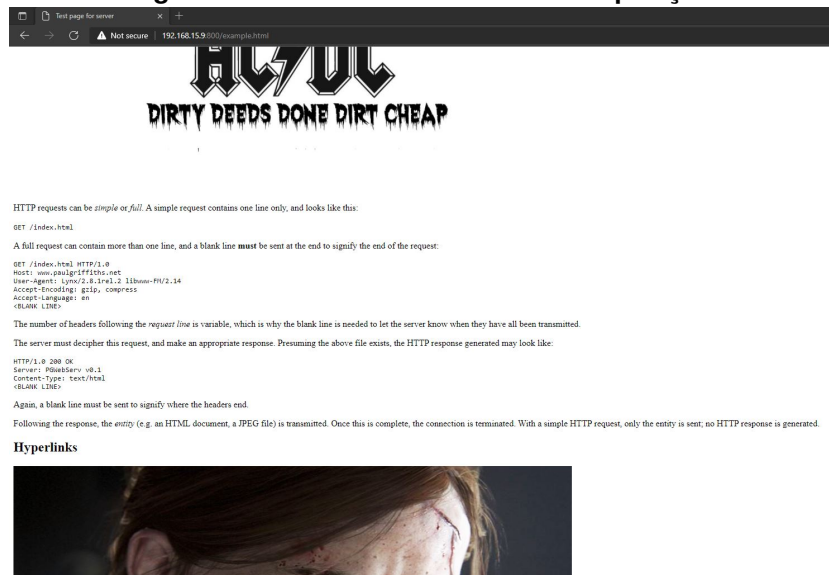 Test page for server
Not secure | 192.168.15.9:800/example.html
AC/DC
DIRTY DEEDS DONE DIRT CHEAP
HTTP requests can be simple or full. A simple request contains one line only, and looks like this:
GET /index.html
A full request can contain more than one line, and a blank line must be sent at the end to signify the end of the request:
GET /index.html HTTP/1.0
Host: www.paulgriffiths.net
User-Agent: Lynx/2.8.1rel.2 libwww-FM/2.14
Accept-Encoding: gzip, compress
Accept-Language: en
<BLANK LINE>
The number of headers following the request line is variable, which is why the blank line is needed to let the server know when they have all been transmitted.
The server must decipher this request, and make an appropriate response. Presuming the above file exists, the HTTP response generated may look like:
HTTP/1.0 200 OK
Server: PGWebServ v0.1
Content-Type: text/html
<BLANK LINE>
Again, a blank line must be sent to signify where the headers end.
Following the response, the entity (e.g. an HTML document, a JPEG file) is transmitted. Once this is complete, the connection is terminated. With a simple HTTP request, only the entity is sent; no HTTP response is generated.
Hyperlinks